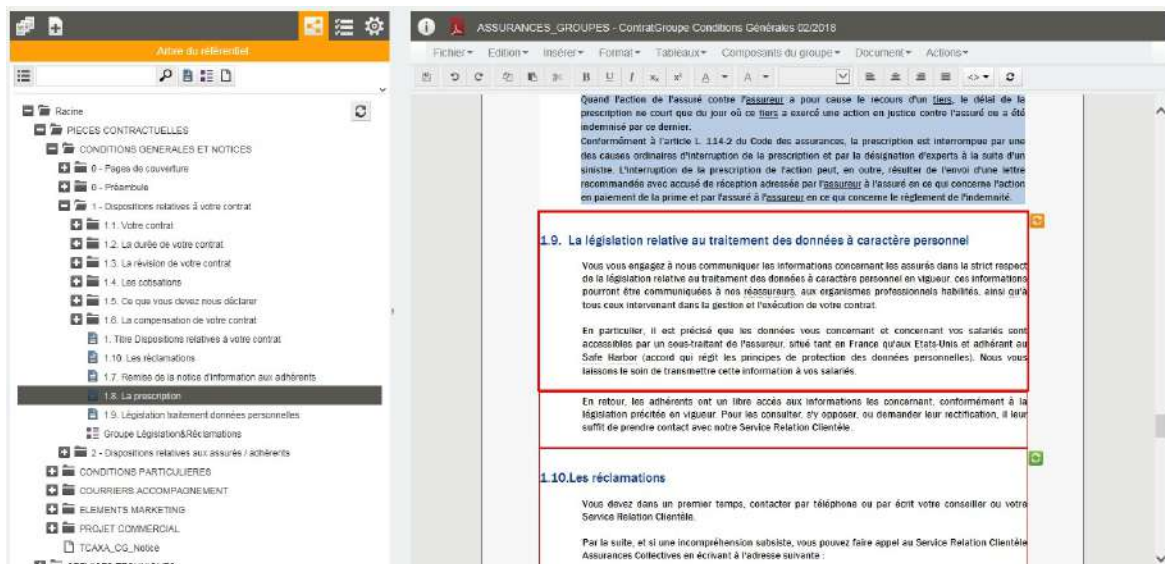 ASSURANCES_GROUPES - ContratGroupe Conditions Générales 02/2018
Arbre du référentiel
Fichier Edition Insérer Format Tableaux Composants du groupe Document Actions
Racine
PIECES CONTRACTUELLES
CONDITIONS GENERALES ET NOTICES
0 - Pages de couverture
0 - Préambule
1 - Dispositions relatives à votre contrat
1.1. Votre contrat
1.2. La durée de votre contrat
1.3. La révision de votre contrat
1.4. Les cotisations
1.5. Ce que vous devez nous déclarer
1.6. La compensation de votre contrat
1. Titre Dispositions relatives à votre contrat
1.10. Les réclamations
1.7. Remise de la notice d'information aux adhérents
1.8. La prescription
1.9. Législation traitement données personnelles
Groupe Législation&Réclamations
2 - Dispositions relatives aux assurés / adhérents
CONDITIONS PARTICULIERES
COURRIERS ACCOMPAGNEMENT
ELEMENTS MARKETING
PROJET COMMERCIAL
TCAXA_CG_Notice
Quand l'action de l'assuré contre l'assureur a pour cause le recours d'un tiers, le délai de la
prescription ne court que du jour où ce tiers a exercé une action en justice contre l'assuré ou a été
indemnisé par ce dernier.
Conformément à l'article L. 114-2 du Code des assurances, la prescription est interrompue par une
des causes ordinaires d'interruption de la prescription et par la désignation d'experts à la suite d'un
sinistre. L'interruption de la prescription de l'action peut, en outre, résulter de l'envoi d'une lettre
recommandée avec accusé de réception adressée par l'assureur à l'assuré en ce qui concerne l'action
en paiement de la prime et par l'assuré à l'assureur en ce qui concerne le règlement de l'indemnité.
1.9. La législation relative au traitement des données à caractère personnel
Vous vous engagez à nous communiquer les informations concernant les assurés dans la strict respect
de la législation relative au traitement des données à caractère personnel en vigueur, ces informations
pourront être communiquées à nos réassureurs, aux organismes professionnels habilités, ainsi qu'à
tous ceux intervenant dans la gestion et l'exécution de votre contrat.
En particulier, il est précisé que les données vous concernant et concernant vos salariés sont
accessibles par un sous-traitant de l'assureur, situé tant en France qu'aux Etats-Unis et adhérant au
Safe Harbor (accord qui régit les principes de protection des données personnelles). Nous vous
laissons le soin de transmettre cette information à vos salariés.
En retour, les adhérents ont un libre accès aux informations les concernant, conformément à la
législation précitée en vigueur. Pour les consulter, s'y opposer, ou demander leur rectification, il leur
suffit de prendre contact avec notre Service Relation Clientèle.
1.10.Les réclamations
Vous devez dans un premier temps, contacter par téléphone ou par écrit votre conseiller ou votre
Service Relation Clientèle.
Par la suite, et si une incompréhension subsiste, vous pouvez faire appel au Service Relation Clientèle
Assurances Collectives en écrivant à l'adresse suivante :